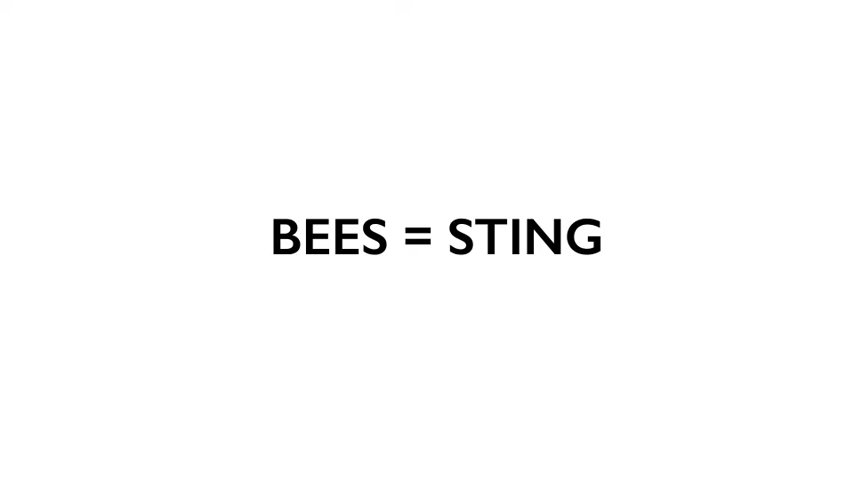 BEES = STING